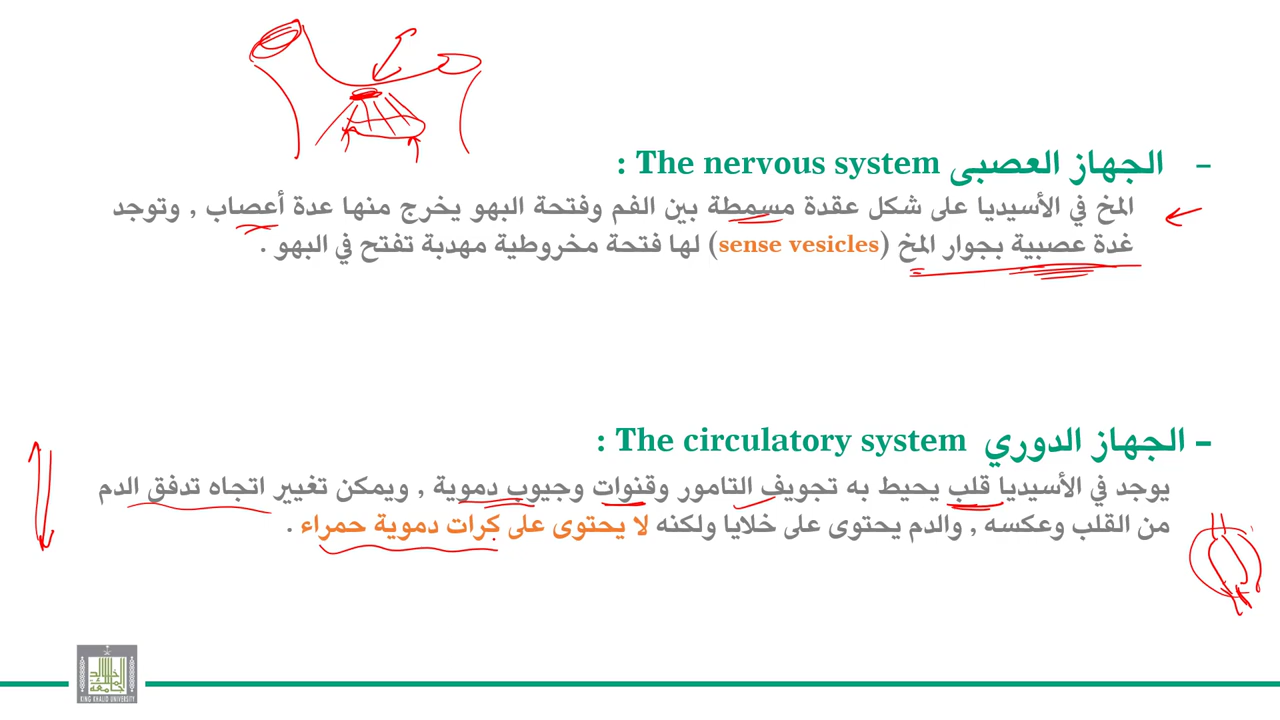 - الجهاز العصبى The nervous system :
المخ في الأسيديا على شكل عقدة مسمطة بين الفم وفتحة البهو يخرج منها عدة أعصاب , وتوجد
غدة عصبية بجوار المخ (sense vesicles) لها فتحة مخروطية مهدبة تفتح في البهو .
- الجهاز الدوري The circulatory system :
يوجد في الأسيديا قلب يحيط به تجويف التامور وقنوات وجيوب دموية , ويمكن تغيير اتجاه تدفق الدم
من القلب وعكسه , والدم يحتوى على خلايا ولكنه لا يحتوى على كرات دموية حمراء .
KING KHALID UNIVERSITY